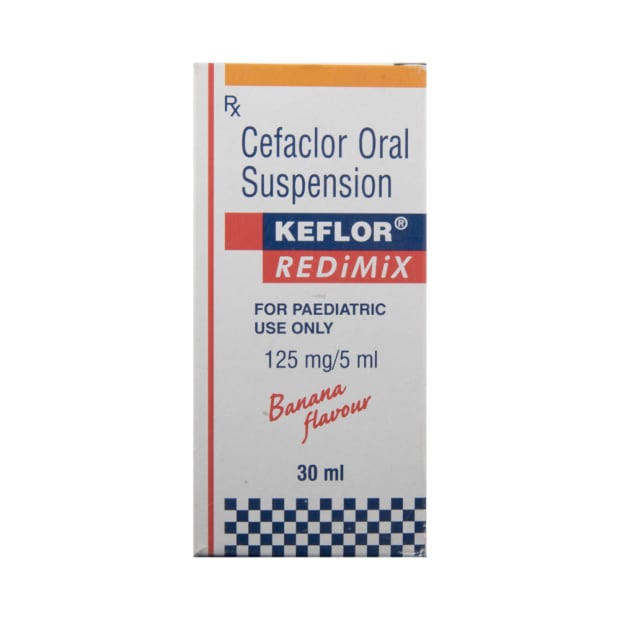 Rx
Cefaclor Oral
Suspension
KEFLOR®
REDiMiX
FOR PAEDIATRIC
USE ONLY
125 mg/5 ml
Banana
flavour
30 ml